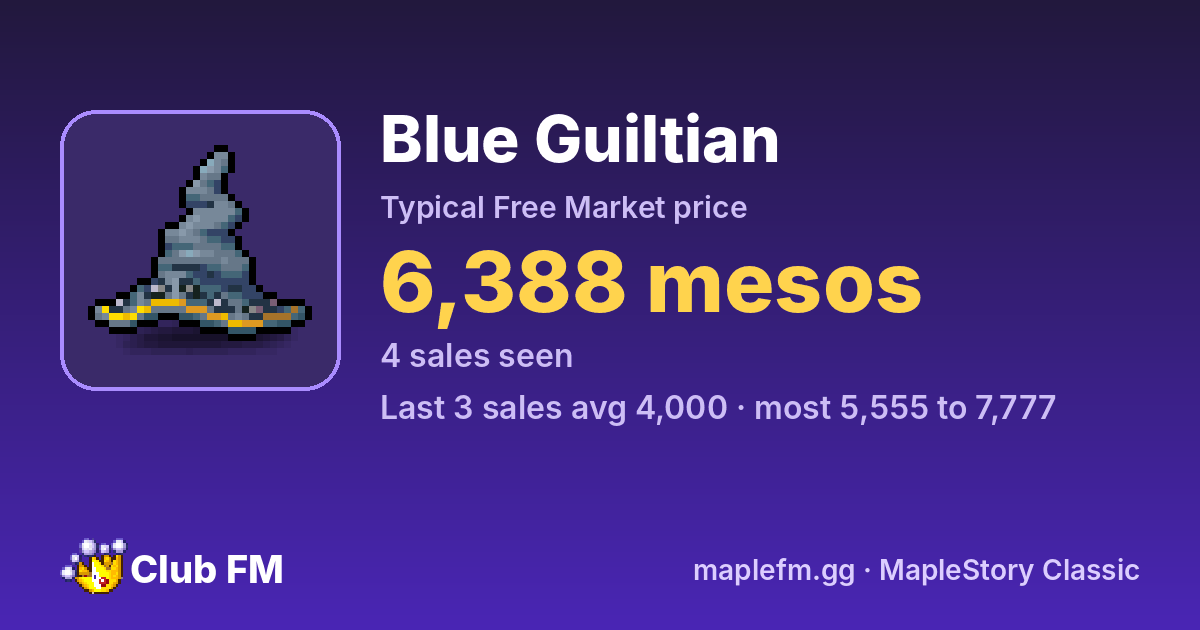 Blue Guiltian
Typical Free Market price
6,388 mesos
4 sales seen
Last 3 sales avg 4,000 · most 5,555 to 7,777
Club FM
maplefm.gg · MapleStory Classic